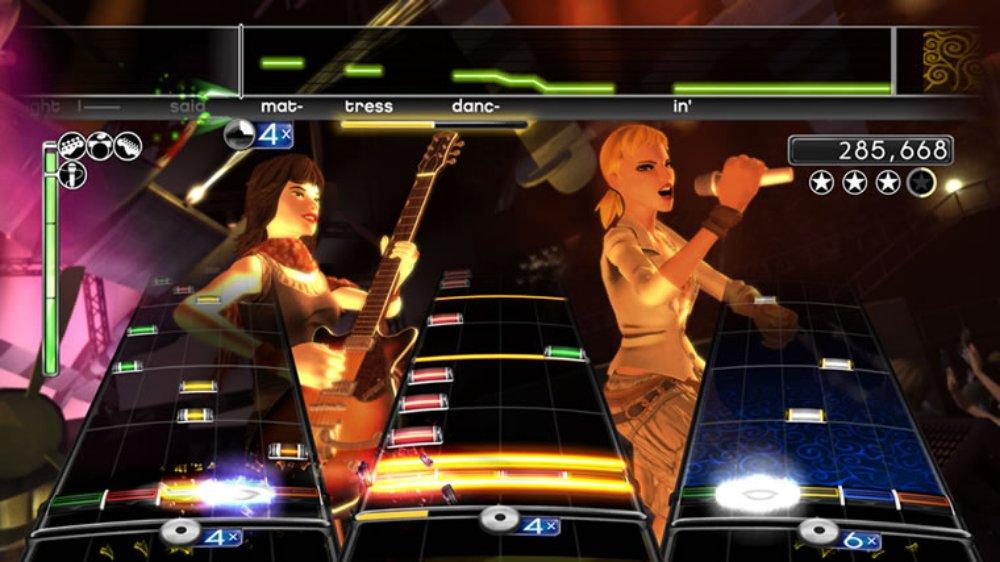 said mat- tress danc- in'
4x
285,668
4x 4x 6x